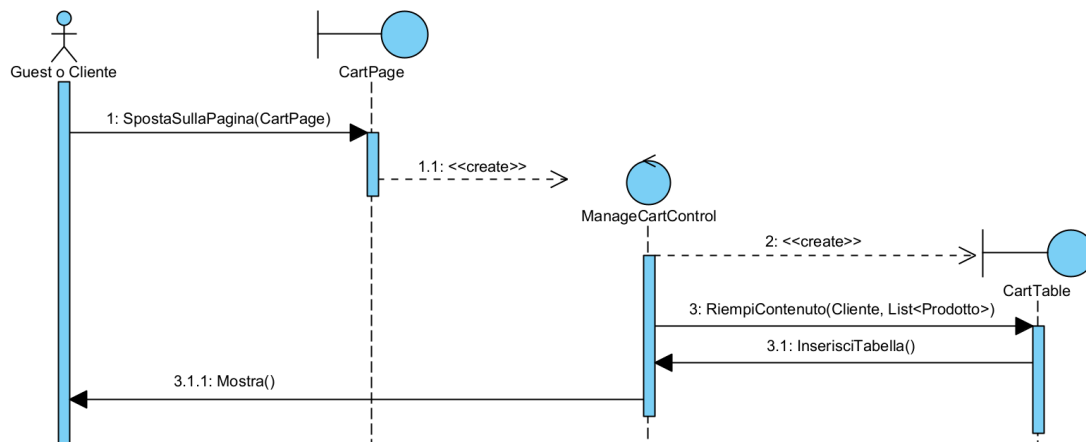 Guest o Cliente
CartPage
1: SpostaSullaPagina(CartPage)
1.1: <<create>>
ManageCartControl
2: <<create>>
CartTable
3: RiempiContenuto(Cliente, List<Prodotto>)
3.1: InserisciTabella()
3.1.1: Mostra()